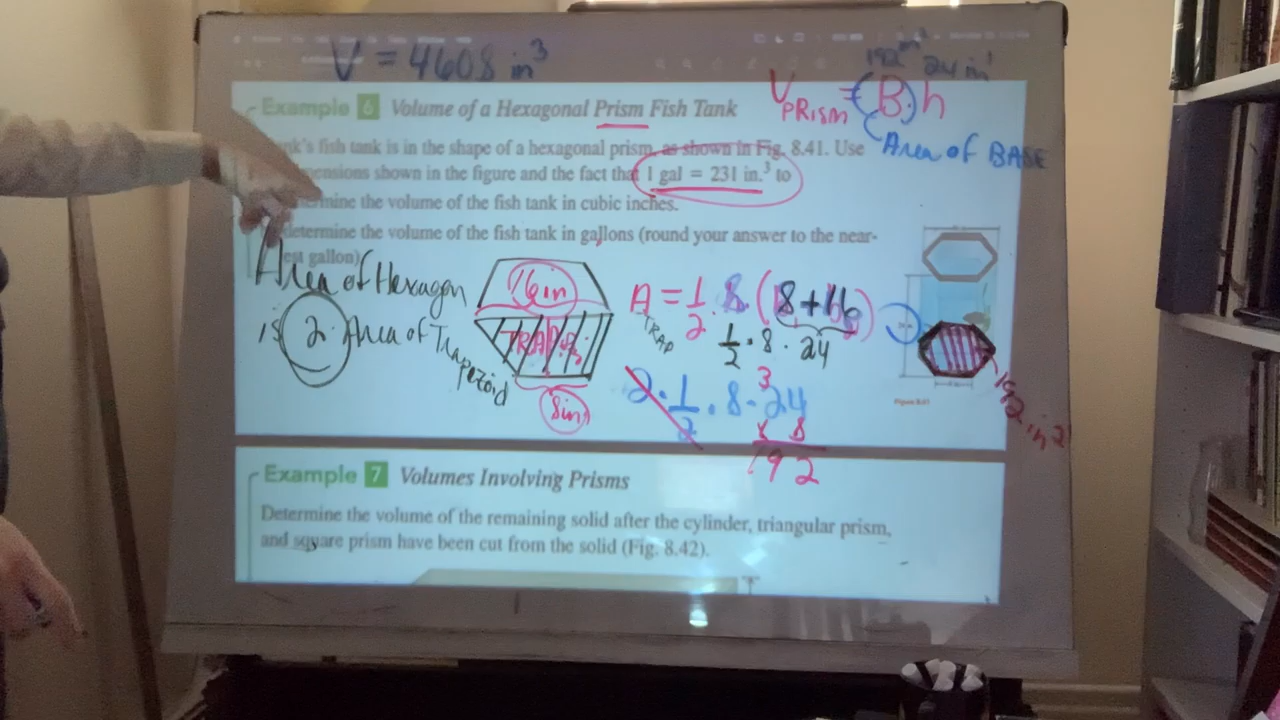 V = 4608 in³
192 in² 24 in
Example 6 Volume of a Hexagonal Prism Fish Tank
V PRISM = (B) · h
Area of BASE
fish tank is in the shape of a hexagonal prism, as shown in Fig. 8.41. Use
shown in the figure and the fact that 1 gal = 231 in.³ to
the volume of the fish tank in cubic inches.
determine the volume of the fish tank in gallons (round your answer to the near-
est gallon).
Area of Hexagon
is 2 · Area of Trapezoid
16 in
TRAP
8 in
A TRAP = 1/2 · 8 · (8 + 16)
1/2 · 8 · 24
2 · 1/2 · 8 · 24
3
x 8
192
192 in²
Figure 8.41
Example 7 Volumes Involving Prisms
Determine the volume of the remaining solid after the cylinder, triangular prism,
and square prism have been cut from the solid (Fig. 8.42).